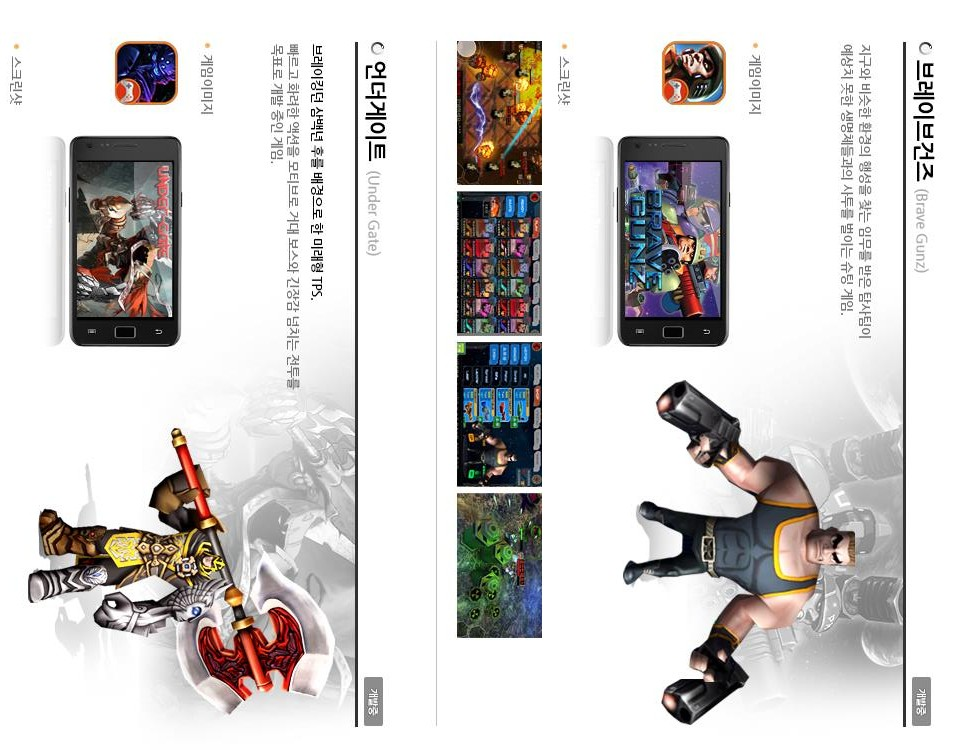 브레이브건즈 (Brave Gunz)
개발중
지구와 비슷한 환경의 행성을 찾는 임무를 받은 탐사팀이
예상치 못한 생명체들과의 사투를 벌이는 슈팅 게임.
게임이미지
BRAVE
GUNZ
스크린샷
언더게이트 (Under Gate)
개발중
브레이킹던 삼백년 후를 배경으로 한 미래형 TPS.
빠르고 화려한 액션을 모티브로 거대 보스와 긴장감 넘치는 전투를
목표로 개발 중인 게임.
게임이미지
UNDER GATE
스크린샷